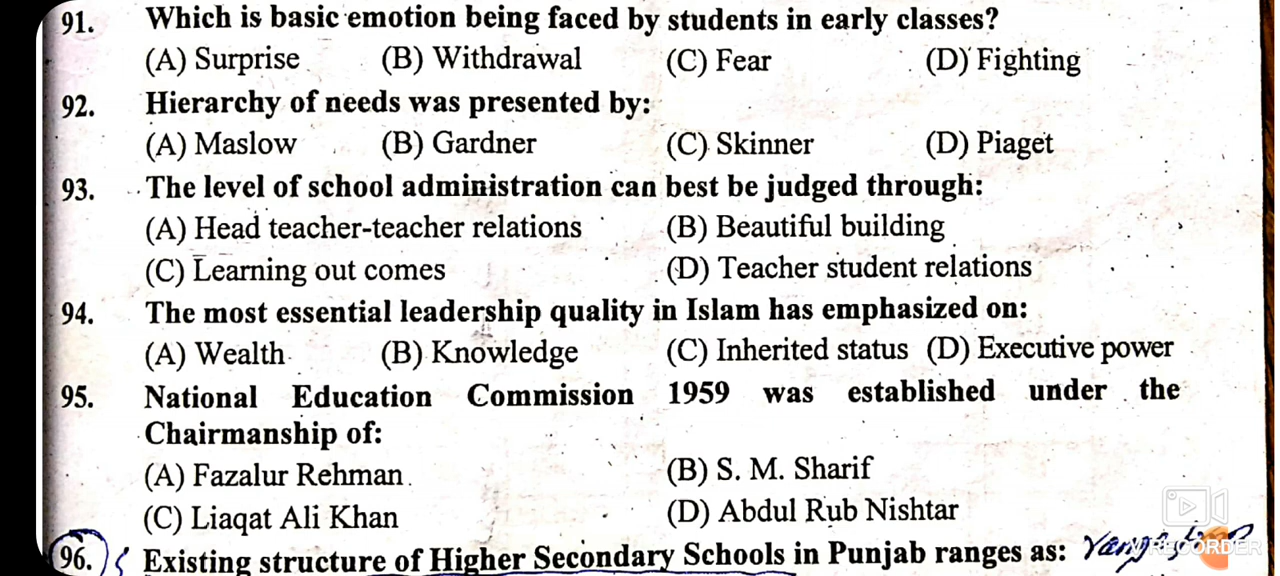 91. Which is basic emotion being faced by students in early classes?
(A) Surprise (B) Withdrawal (C) Fear (D) Fighting
92. Hierarchy of needs was presented by:
(A) Maslow (B) Gardner (C) Skinner (D) Piaget
93. The level of school administration can best be judged through:
(A) Head teacher-teacher relations (B) Beautiful building
(C) Learning out comes (D) Teacher student relations
94. The most essential leadership quality in Islam has emphasized on:
(A) Wealth (B) Knowledge (C) Inherited status (D) Executive power
95. National Education Commission 1959 was established under the
Chairmanship of:
(A) Fazalur Rehman (B) S. M. Sharif
(C) Liaqat Ali Khan (D) Abdul Rub Nishtar
96. Existing structure of Higher Secondary Schools in Punjab ranges as:
RECORDER